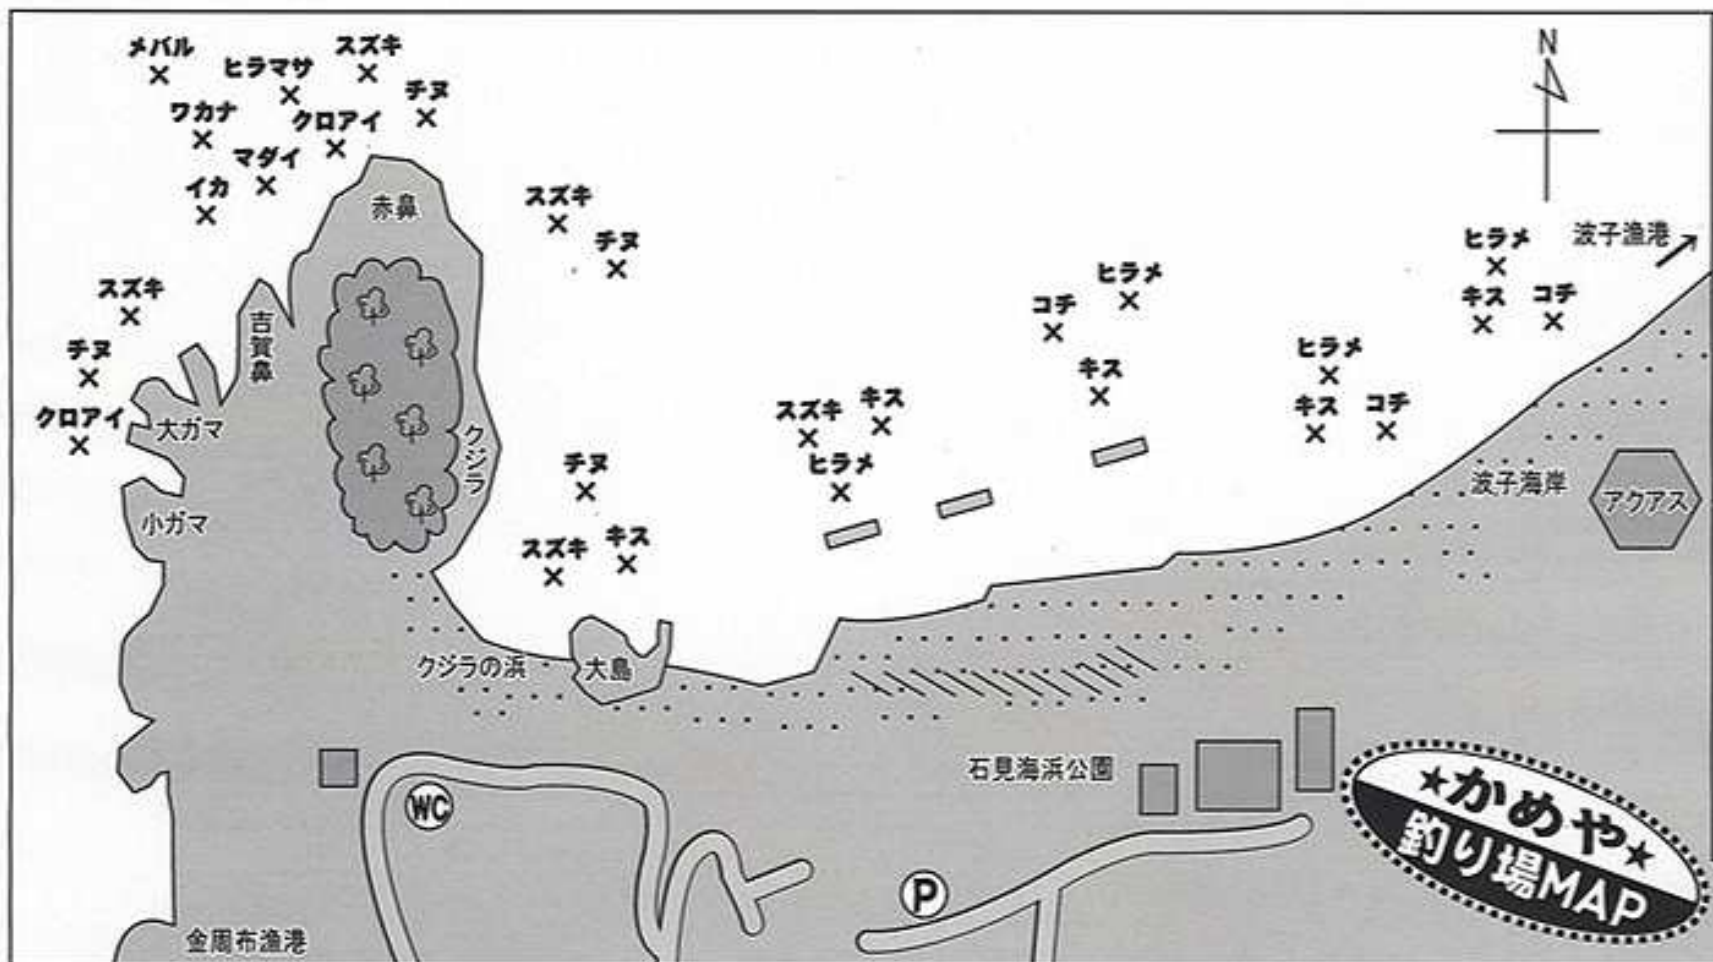 メバル
ヒラマサ
スズキ
チヌ
ワカナ
クロアイ
マダイ
イカ
赤鼻
スズキ
チヌ
N
波子漁港
ヒラメ
キス
コチ
スズキ
チヌ
クロアイ
吉賀鼻
大ガマ
小ガマ
クジラ
コチ
ヒラメ
キス
ヒラメ
キス
コチ
スズキ
キス
ヒラメ
チヌ
スズキ
キス
波子海岸
アクアス
クジラの浜
大島
石見海浜公園
WC
P
金周布漁港
★かめや★
釣り場MAP